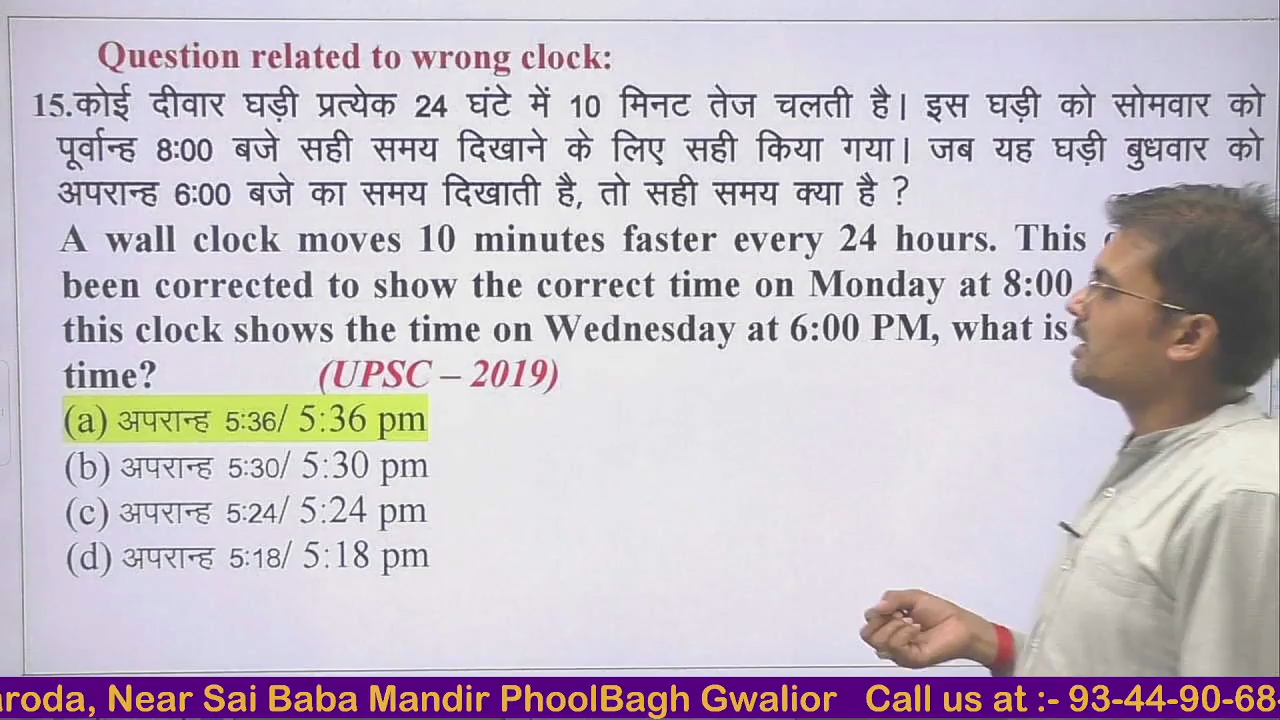 Question related to wrong clock:
15.कोई दीवार घड़ी प्रत्येक 24 घंटे में 10 मिनट तेज चलती है। इस घड़ी को सोमवार को
पूर्वान्ह 8:00 बजे सही समय दिखाने के लिए सही किया गया। जब यह घड़ी बुधवार को
अपरान्ह 6:00 बजे का समय दिखाती है, तो सही समय क्या है ?
A wall clock moves 10 minutes faster every 24 hours. This
been corrected to show the correct time on Monday at 8:00
this clock shows the time on Wednesday at 6:00 PM, what is
time? (UPSC – 2019)
(a) अपरान्ह 5:36/ 5:36 pm
(b) अपरान्ह 5:30/ 5:30 pm
(c) अपरान्ह 5:24/ 5:24 pm
(d) अपरान्ह 5:18/ 5:18 pm
aroda, Near Sai Baba Mandir PhoolBagh Gwalior Call us at :- 93-44-90-68